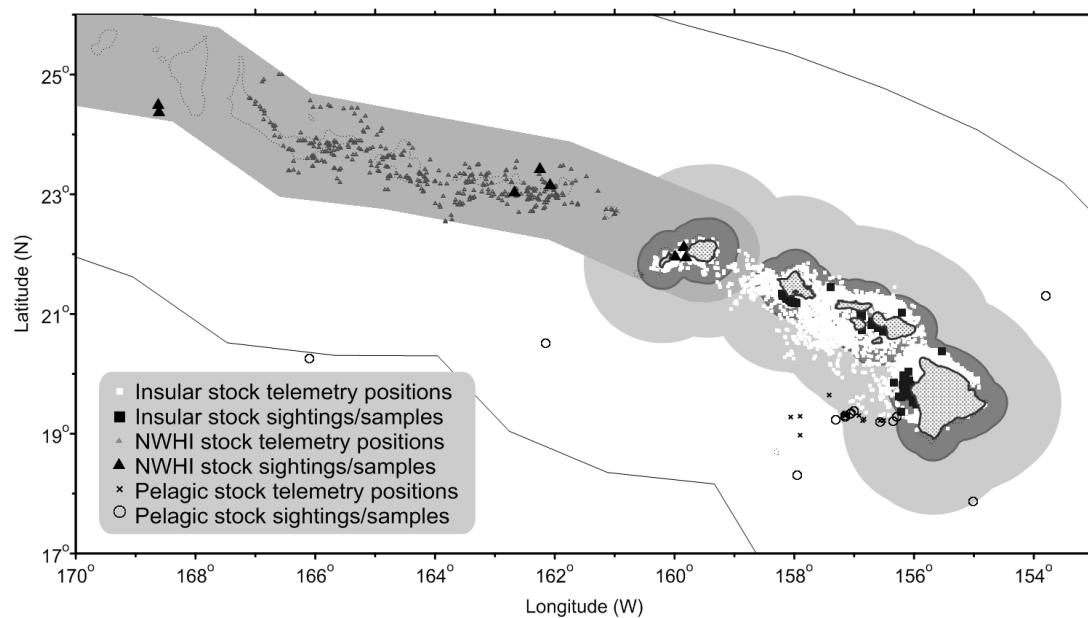 25°
23°
21°
19°
17°
Latitude (N)
Insular stock telemetry positions
Insular stock sightings/samples
NWHI stock telemetry positions
NWHI stock sightings/samples
Pelagic stock telemetry positions
Pelagic stock sightings/samples
170° 168° 166° 164° 162° 160° 158° 156° 154°
Longitude (W)